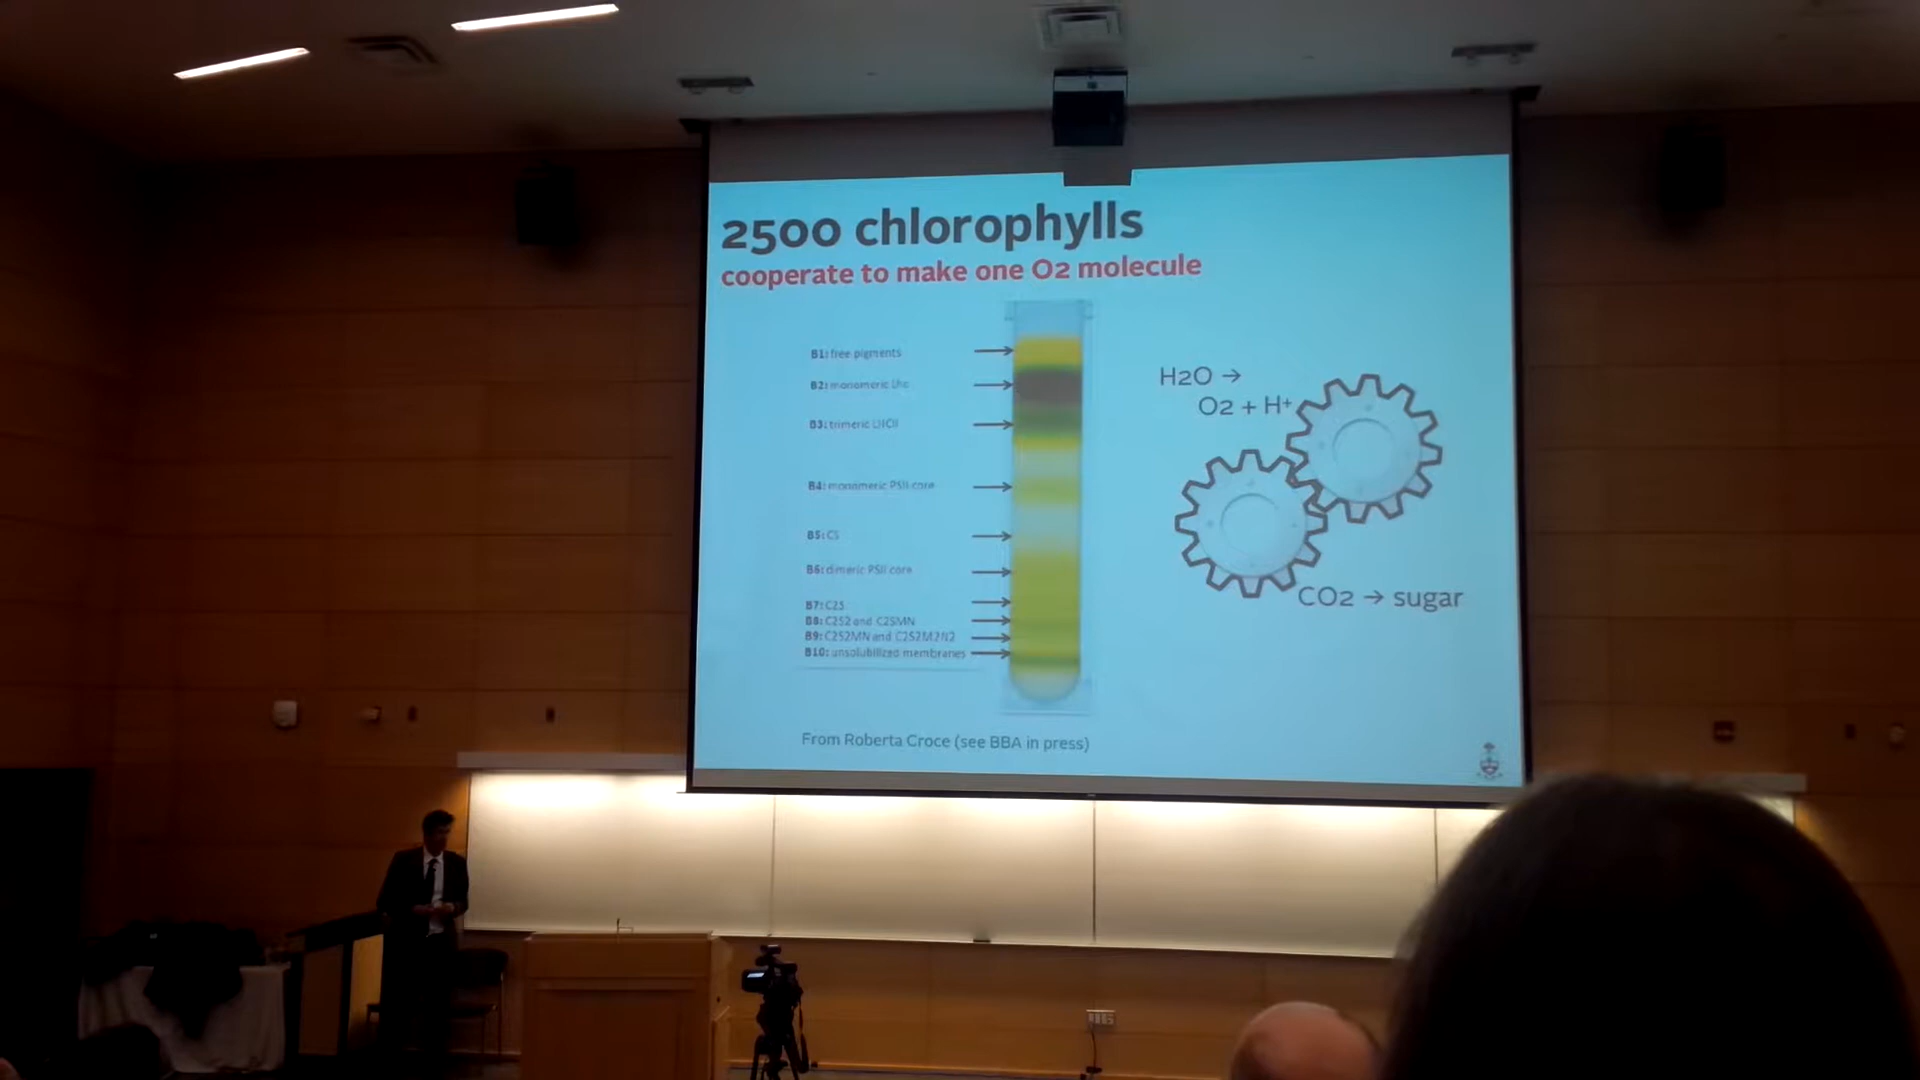 2500 chlorophylls
cooperate to make one O2 molecule
B1: free pigments
B2: monomeric Lhc
B3: trimeric LHCII
B4: monomeric PSII core
B5: CS
B6: dimeric PSII core
B7: C2S
B8: C2S2 and C2SMN
B9: C2S2MN and C2S2M2N2
B10: unsolubilized membranes
H2O →
O2 + H+
CO2 → sugar
From Roberta Croce (see BBA in press)